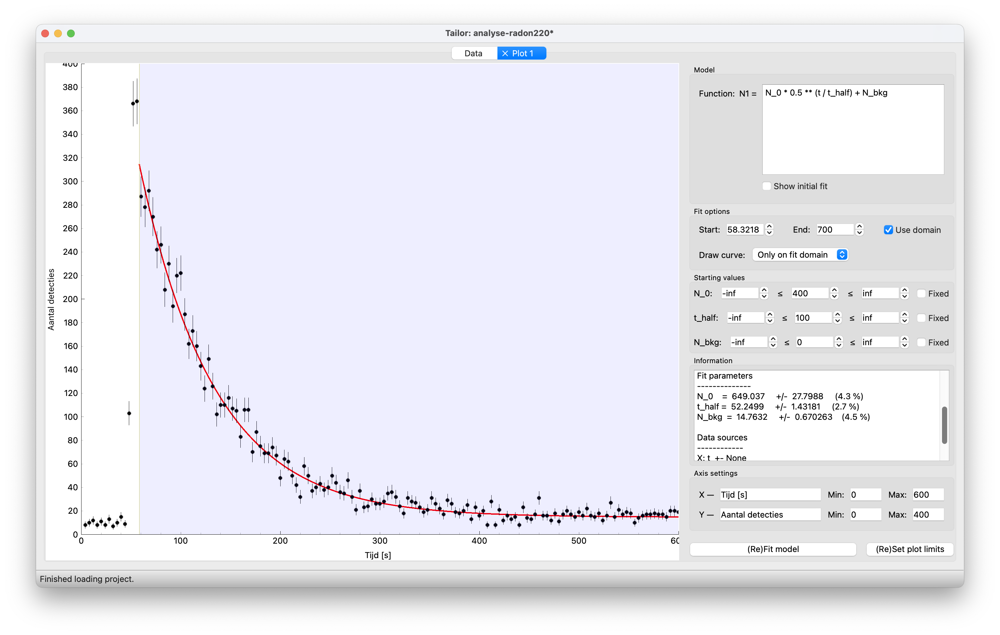 Tailor: analyse-radon220*
Data
Plot 1
400
380
360
340
320
300
280
260
240
220
200
180
160
140
120
100
80
60
40
20
0
Aantal detecties
0 100 200 300 400 500 60
Tijd [s]
Model
Function: N1 =
N_0 * 0.5 ** (t / t_half) + N_bkg
Show initial fit
Fit options
Start: 58.3218 End: 700 Use domain
Draw curve: Only on fit domain
Starting values
N_0: -inf ≤ 400 ≤ inf Fixed
t_half: -inf ≤ 100 ≤ inf Fixed
N_bkg: -inf ≤ 0 ≤ inf Fixed
Information
Fit parameters
--------------
N_0 = 649.037 +/- 27.7988 (4.3 %)
t_half = 52.2499 +/- 1.43181 (2.7 %)
N_bkg = 14.7632 +/- 0.670263 (4.5 %)
Data sources
------------
X: t +- None
Axis settings
X — Tijd [s] Min: 0 Max: 600
Y — Aantal detecties Min: 0 Max: 400
(Re)Fit model
(Re)Set plot limits
Finished loading project.